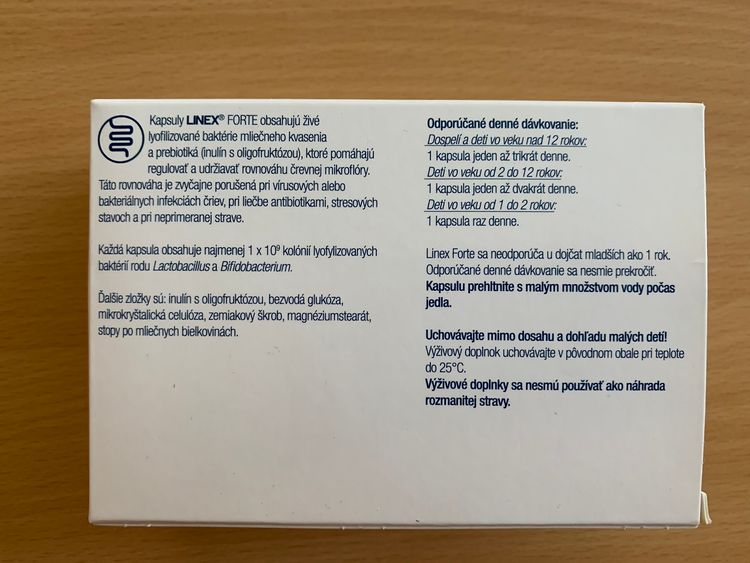 Kapsuly LINEX® FORTE obsahujú živé
lyofilizované baktérie mliečneho kvasenia
a prebiotiká (inulín s oligofruktózou), ktoré pomáhajú
regulovať a udržiavať rovnováhu črevnej mikroflóry.
Táto rovnováha je zvyčajne porušená pri vírusových alebo
bakteriálnych infekciách čriev, pri liečbe antibiotikami, stresových
stavoch a pri neprimeranej strave.
Každá kapsula obsahuje najmenej 1 x 10⁹ kolónií lyofylizovaných
baktérií rodu Lactobacillus a Bifidobacterium.
Ďalšie zložky sú: inulín s oligofruktózou, bezvodá glukóza,
mikrokryštalická celulóza, zemiakový škrob, magnéziumstearát,
stopy po mliečnych bielkovinách.
Odporúčané denné dávkovanie:
Dospelí a deti vo veku nad 12 rokov:
1 kapsula jeden až trikrát denne.
Deti vo veku od 2 do 12 rokov:
1 kapsula jeden až dvakrát denne.
Deti vo veku od 1 do 2 rokov:
1 kapsula raz denne.
Linex Forte sa neodporúča u dojčat mladších ako 1 rok.
Odporúčané denné dávkovanie sa nesmie prekročiť.
Kapsulu prehltnite s malým množstvom vody počas
jedla.
Uchovávajte mimo dosahu a dohľadu malých detí!
Výživový doplnok uchovávajte v pôvodnom obale pri teplote
do 25°C.
Výživové doplnky sa nesmú používať ako náhrada
rozmanitej stravy.